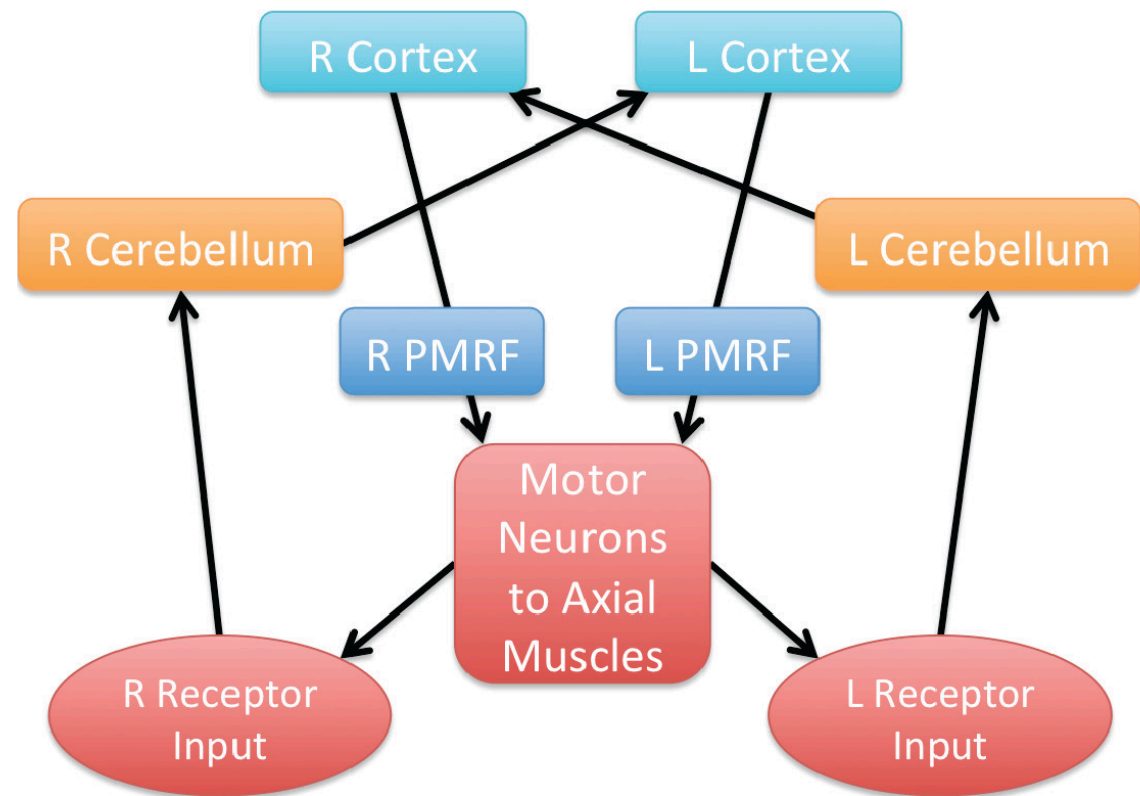 R Cortex
L Cortex
R Cerebellum
L Cerebellum
R PMRF
L PMRF
Motor
Neurons
to Axial
Muscles
R Receptor
Input
L Receptor
Input